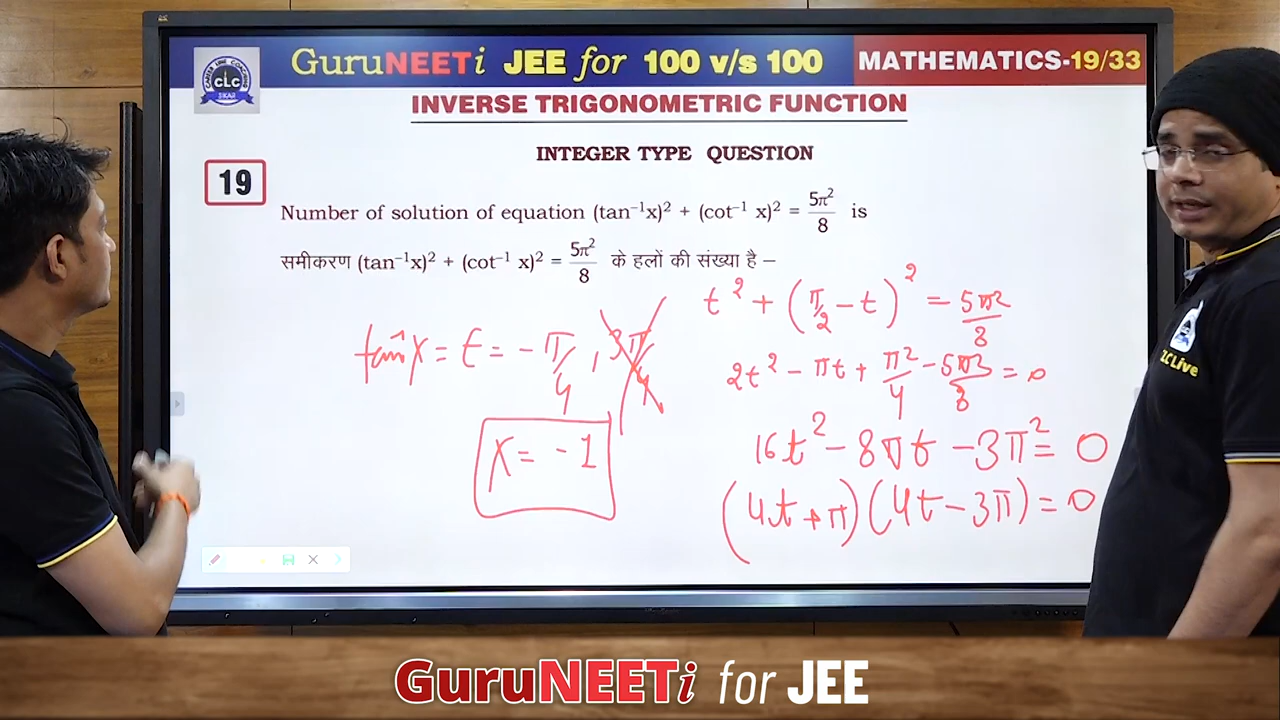 GuruNEETi JEE for 100 v/s 100
MATHEMATICS-19/33
CLC
SIKAR
INVERSE TRIGONOMETRIC FUNCTION
INTEGER TYPE QUESTION
19
Number of solution of equation (tan⁻¹x)² + (cot⁻¹ x)² = 5π²/8 is
समीकरण (tan⁻¹x)² + (cot⁻¹ x)² = 5π²/8 के हलों की संख्या है –
t² + (π/2 – t)² = 5π²/8
tan⁻¹x = t = – π/4 , 3π/4
2t² – πt + π²/4 – 5π²/8 = 0
x = –1
16t² – 8πt – 3π² = 0
(4t + π)(4t – 3π) = 0
CLC Live
GuruNEETi for JEE